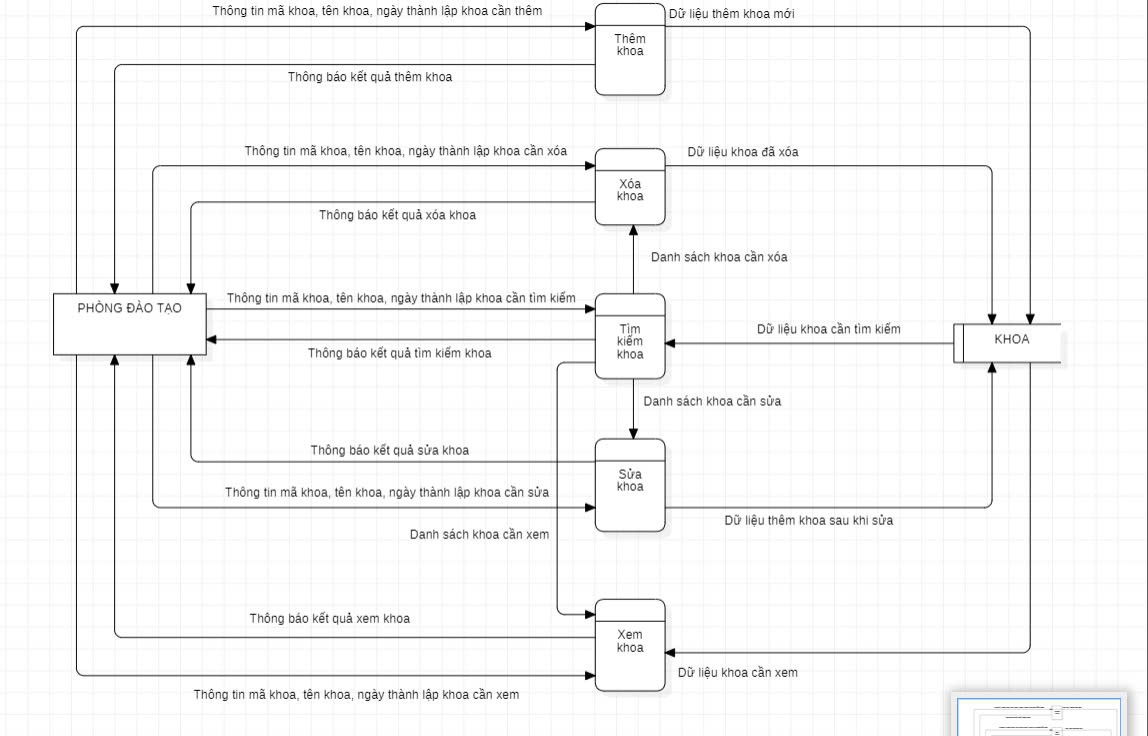 Thông tin mã khoa, tên khoa, ngày thành lập khoa cần thêm
Dữ liệu thêm khoa mới
Thêm
khoa
Thông báo kết quả thêm khoa
Thông tin mã khoa, tên khoa, ngày thành lập khoa cần xóa
Dữ liệu khoa đã xóa
Xóa
khoa
Thông báo kết quả xóa khoa
Danh sách khoa cần xóa
PHÒNG ĐÀO TẠO
Thông tin mã khoa, tên khoa, ngày thành lập khoa cần tìm kiếm
Tìm
kiếm
khoa
Dữ liệu khoa cần tìm kiếm
KHOA
Thông báo kết quả tìm kiếm khoa
Danh sách khoa cần sửa
Thông báo kết quả sửa khoa
Sửa
khoa
Thông tin mã khoa, tên khoa, ngày thành lập khoa cần sửa
Dữ liệu thêm khoa sau khi sửa
Danh sách khoa cần xem
Thông báo kết quả xem khoa
Xem
khoa
Dữ liệu khoa cần xem
Thông tin mã khoa, tên khoa, ngày thành lập khoa cần xem